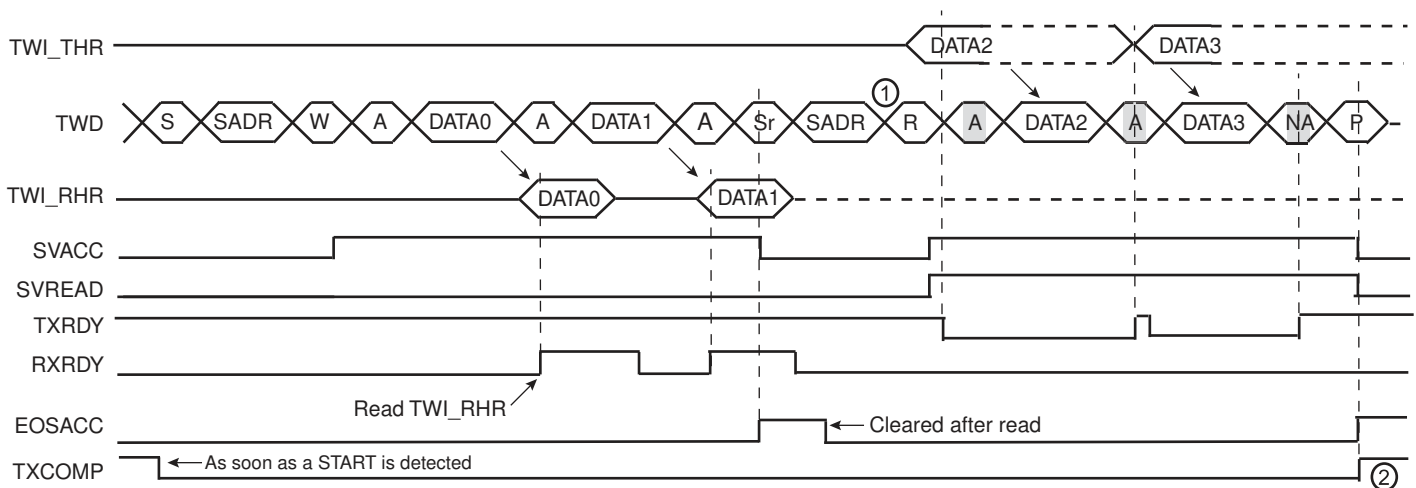 TWI_THR DATA2 DATA3
①
TWD S SADR W A DATA0 A DATA1 A Sr SADR R A DATA2 A DATA3 NA P
TWI_RHR DATA0 DATA1
SVACC
SVREAD
TXRDY
RXRDY
Read TWI_RHR
EOSACC Cleared after read
TXCOMP As soon as a START is detected ②